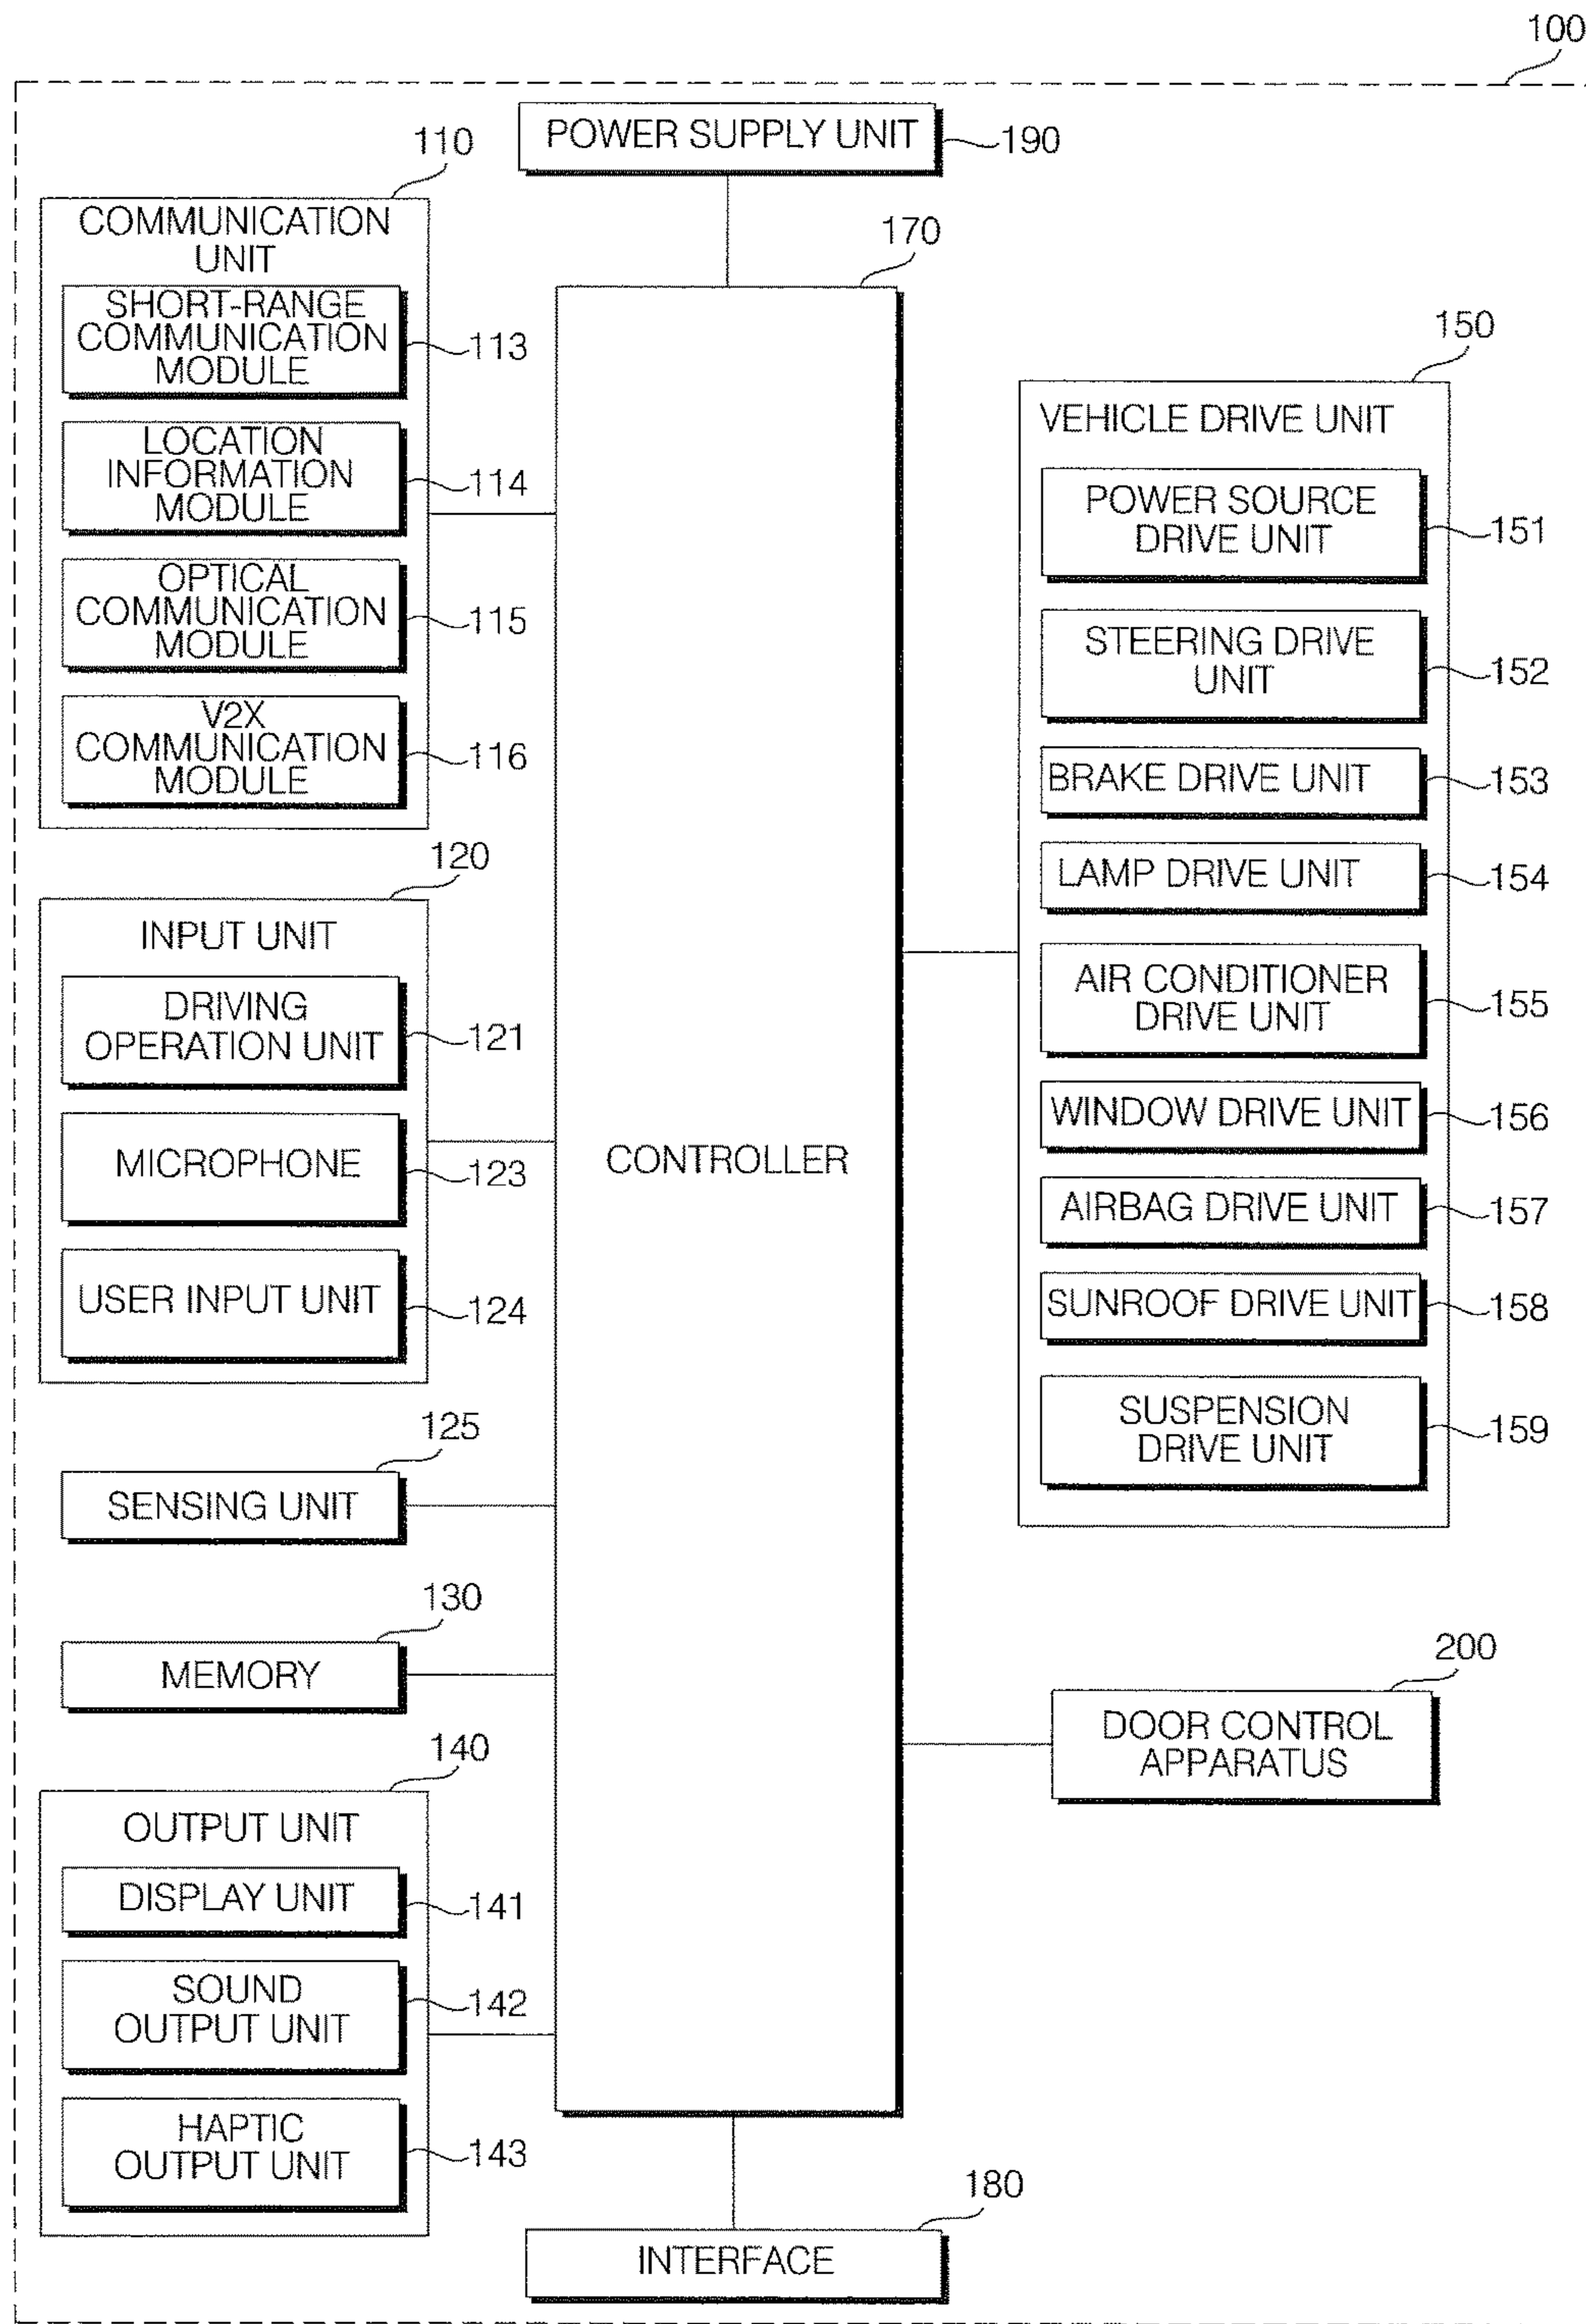 100
POWER SUPPLY UNIT
190
110
COMMUNICATION
UNIT
SHORT-RANGE
COMMUNICATION
MODULE
113
LOCATION
INFORMATION
MODULE
114
OPTICAL
COMMUNICATION
MODULE
115
V2X
COMMUNICATION
MODULE
116
120
INPUT UNIT
DRIVING
OPERATION UNIT
121
MICROPHONE
123
USER INPUT UNIT
124
125
SENSING UNIT
130
MEMORY
140
OUTPUT UNIT
DISPLAY UNIT
141
SOUND
OUTPUT UNIT
142
HAPTIC
OUTPUT UNIT
143
170
CONTROLLER
180
INTERFACE
150
VEHICLE DRIVE UNIT
POWER SOURCE
DRIVE UNIT
151
STEERING DRIVE
UNIT
152
BRAKE DRIVE UNIT
153
LAMP DRIVE UNIT
154
AIR CONDITIONER
DRIVE UNIT
155
WINDOW DRIVE UNIT
156
AIRBAG DRIVE UNIT
157
SUNROOF DRIVE UNIT
158
SUSPENSION
DRIVE UNIT
159
200
DOOR CONTROL
APPARATUS